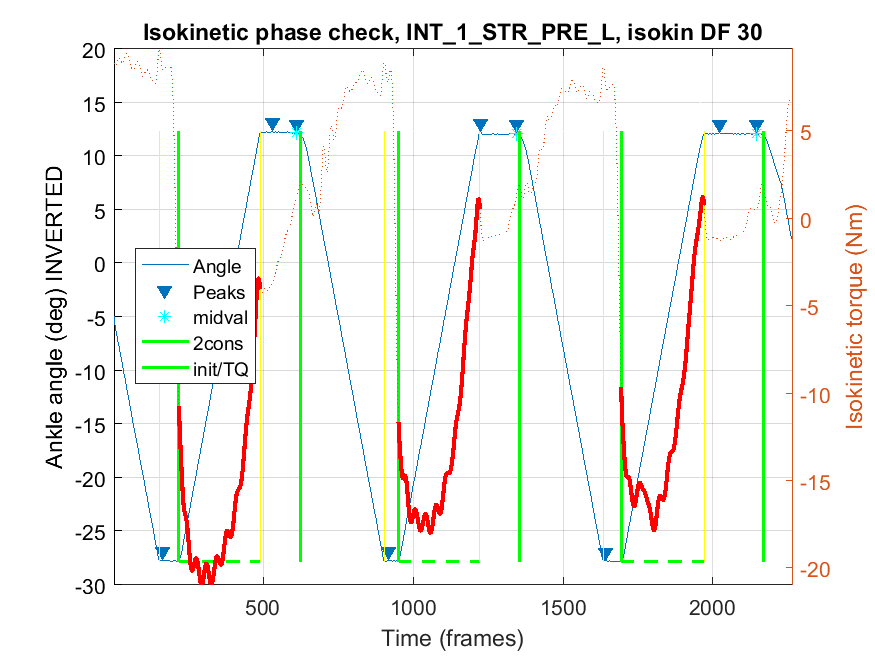 Isokinetic phase check, INT_1_STR_PRE_L, isokin DF 30
20
15
10
5
0
-5
-10
-15
-20
-25
-30
Ankle angle (deg) INVERTED
Angle
Peaks
midval
2cons
init/TQ
5
0
-5
-10
-15
-20
Isokinetic torque (Nm)
500
1000
1500
2000
Time (frames)